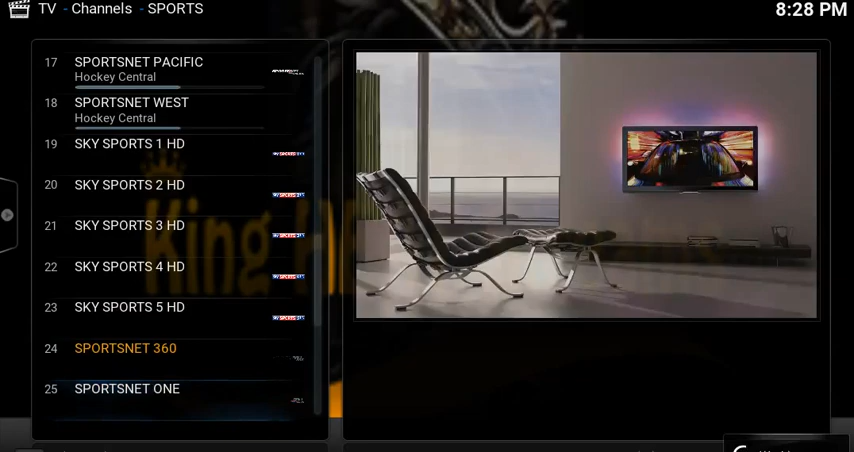 TV - Channels - SPORTS
8:28 PM
17 SPORTSNET PACIFIC
Hockey Central
18 SPORTSNET WEST
Hockey Central
19 SKY SPORTS 1 HD
20 SKY SPORTS 2 HD
21 SKY SPORTS 3 HD
22 SKY SPORTS 4 HD
23 SKY SPORTS 5 HD
24 SPORTSNET 360
25 SPORTSNET ONE
King